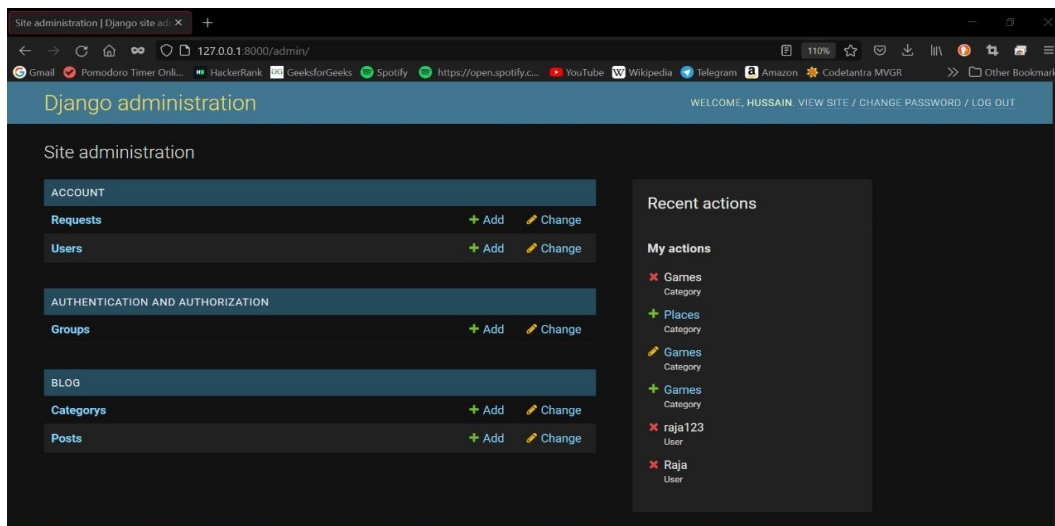 Site administration | Django site adi
127.0.0.1:8000/admin/
110%
Gmail Pomodoro Timer Onli... HackerRank GeeksforGeeks Spotify https://open.spotify.c... YouTube Wikipedia Telegram Amazon Codetantra MVGR Other Bookmark
Django administration
WELCOME, HUSSAIN. VIEW SITE / CHANGE PASSWORD / LOG OUT
Site administration
ACCOUNT
Requests + Add Change
Users + Add Change
AUTHENTICATION AND AUTHORIZATION
Groups + Add Change
BLOG
Categorys + Add Change
Posts + Add Change
Recent actions
My actions
Games
Category
Places
Category
Games
Category
Games
Category
raja123
User
Raja
User